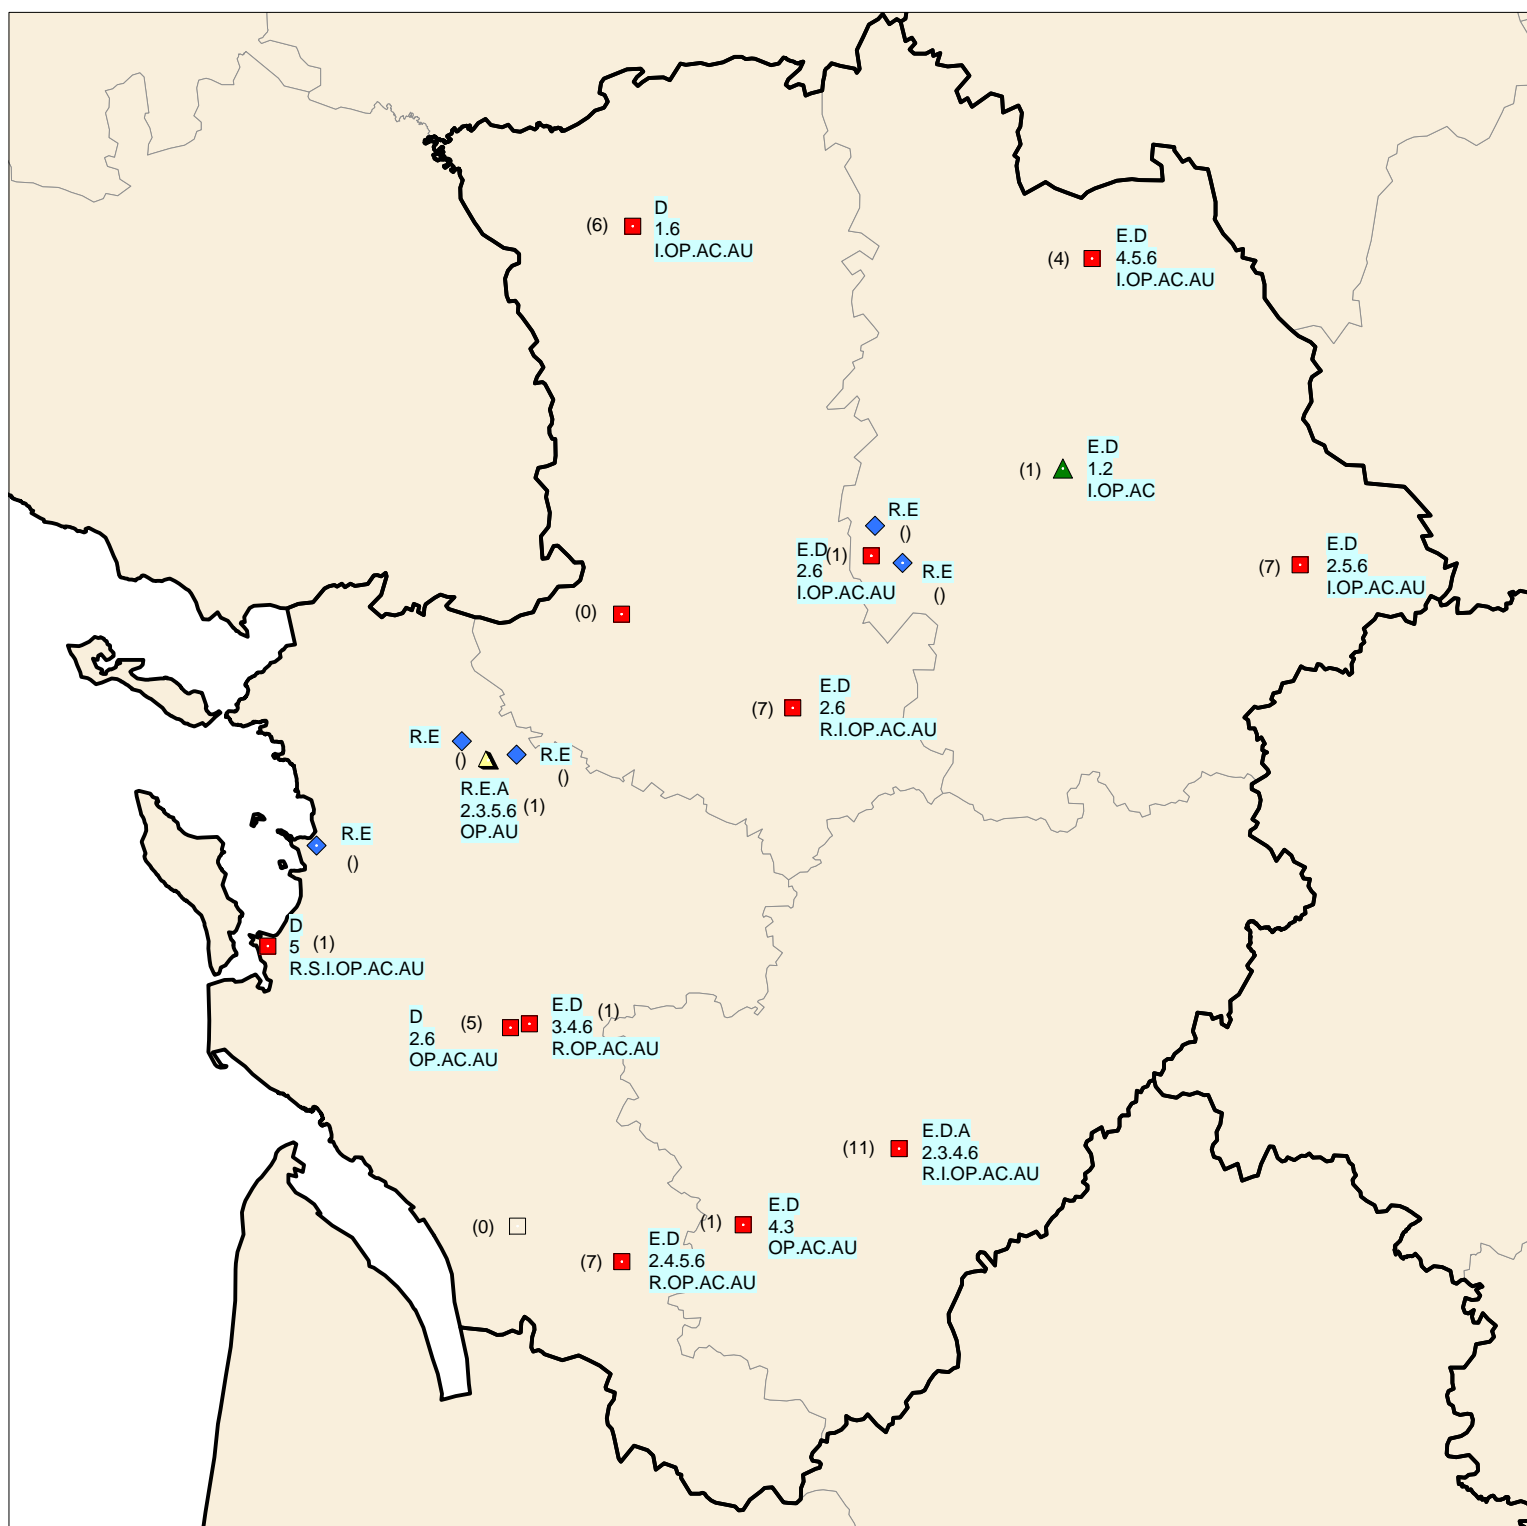 (6)
D
1.6
I.OP.AC.AU
(4)
E.D
4.5.6
I.OP.AC.AU
(1)
E.D
1.2
I.OP.AC
R.E
()
E.D
(1)
2.6
I.OP.AC.AU
R.E
()
(7)
E.D
2.5.6
I.OP.AC.AU
(0)
(7)
E.D
2.6
R.I.OP.AC.AU
R.E
()
R.E
()
R.E.A
2.3.5.6 (1)
OP.AU
R.E
()
D
5 (1)
R.S.I.OP.AC.AU
D
2.6
OP.AC.AU
(5)
E.D (1)
3.4.6
R.OP.AC.AU
(11)
E.D.A
2.3.4.6
R.I.OP.AC.AU
(1)
E.D
4.3
OP.AC.AU
(0)
(7)
E.D
2.4.5.6
R.OP.AC.AU